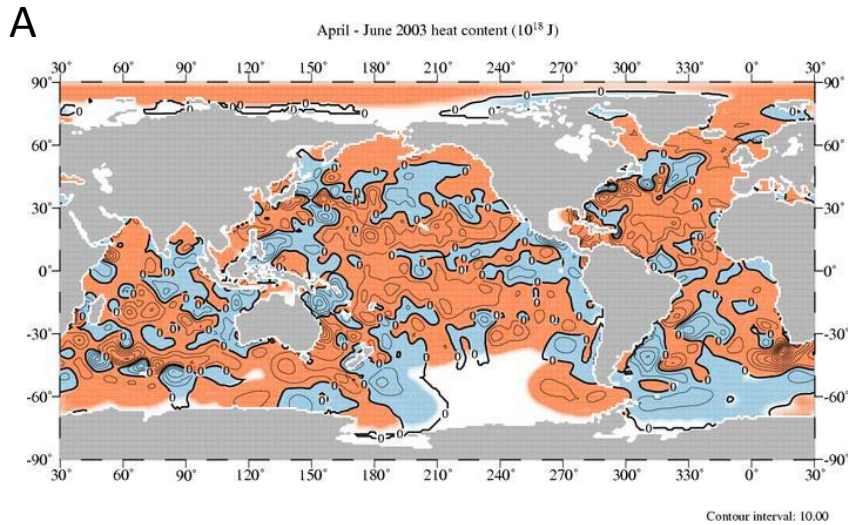 A
April - June 2003 heat content (10¹⁸ J)
30 60 90 120 150 180 210 240 270 300 330 0° 30
90° 90°
60° 60°
30° 30°
0° 0°
-30° -30°
-60° -60°
-90° -90°
30° 60° 90° 120° 150° 180° 210° 240° 270° 300° 330° 0° 30°
Contour interval: 10.00